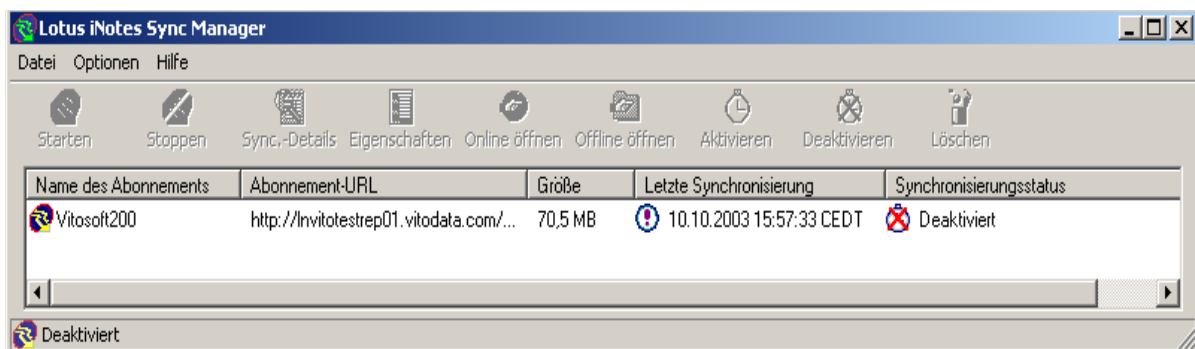 Lotus iNotes Sync Manager
Datei Optionen Hilfe
Starten Stoppen Sync.-Details Eigenschaften Online öffnen Offline öffnen Aktivieren Deaktivieren Löschen
Name des Abonnements Abonnement-URL Größe Letzte Synchronisierung Synchronisierungsstatus
Vitosoft200 http://lnvitotestrep01.vitodata.com/... 70,5 MB 10.10.2003 15:57:33 CEDT Deaktiviert
Deaktiviert